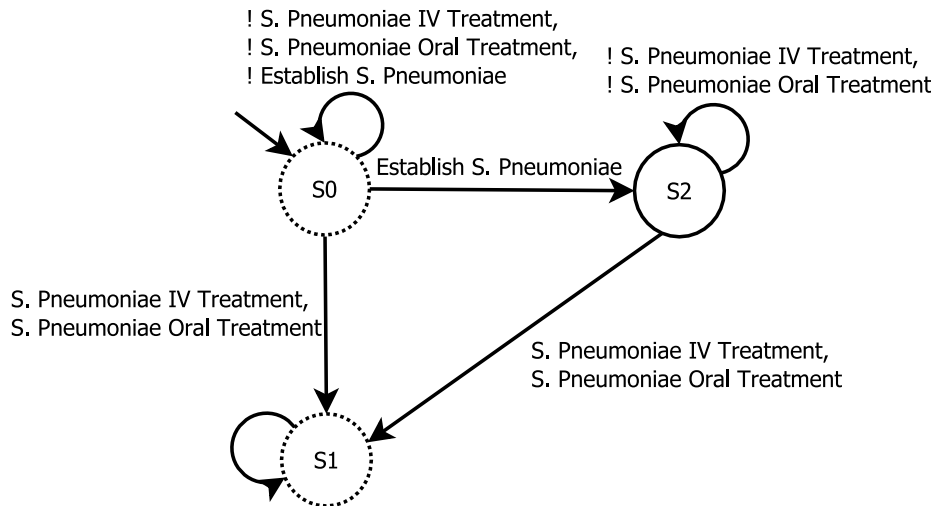 ! S. Pneumoniae IV Treatment,
! S. Pneumoniae Oral Treatment,
! Establish S. Pneumoniae
! S. Pneumoniae IV Treatment,
! S. Pneumoniae Oral Treatment
Establish S. Pneumoniae
S0
S2
S. Pneumoniae IV Treatment,
S. Pneumoniae Oral Treatment
S. Pneumoniae IV Treatment,
S. Pneumoniae Oral Treatment
S1